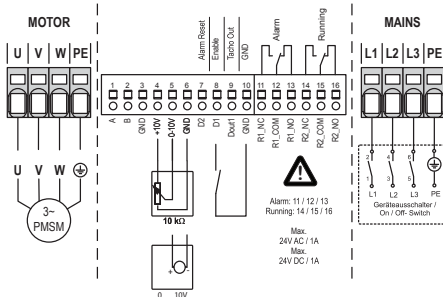 MOTOR
U V W PE
U V W
3~
PMSM
Alarm Reset
Enable
Tacho Out
GND
Alarm
Running
1 2 3 4 5 6 7 8 9 10 11 12 13 14 15 16
A
B
GND
+10V
0-10V
GND
D2
D1
Dout1
GND
R1_NC
R1_COM
R1_NO
R2_NC
R2_COM
R2_NO
10 kΩ
+ -
0 10V
Alarm: 11 / 12 / 13
Running: 14 / 15 / 16
Max.
24V AC / 1A
Max.
24V DC / 1A
MAINS
L1 L2 L3 PE
2 4 6
1 3 5
L1 L2 L3 PE
Geräteausschalter /
On / Off- Switch